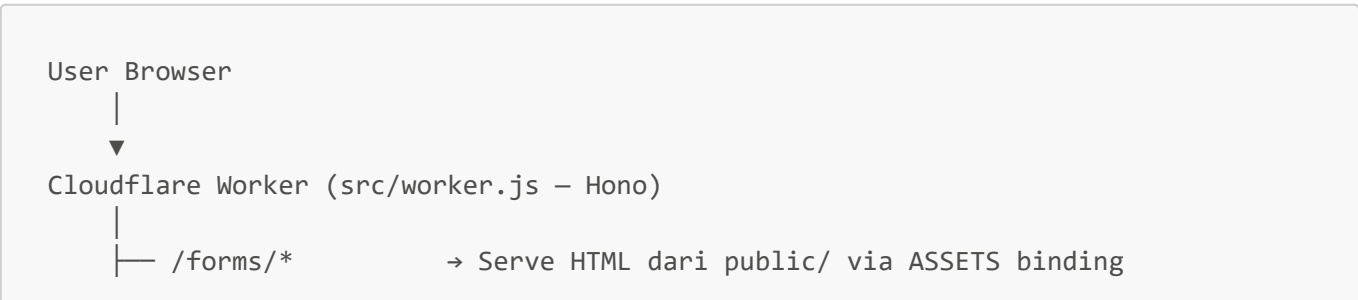 User Browser
│
▼
Cloudflare Worker (src/worker.js — Hono)
│
├── /forms/* → Serve HTML dari public/ via ASSETS binding